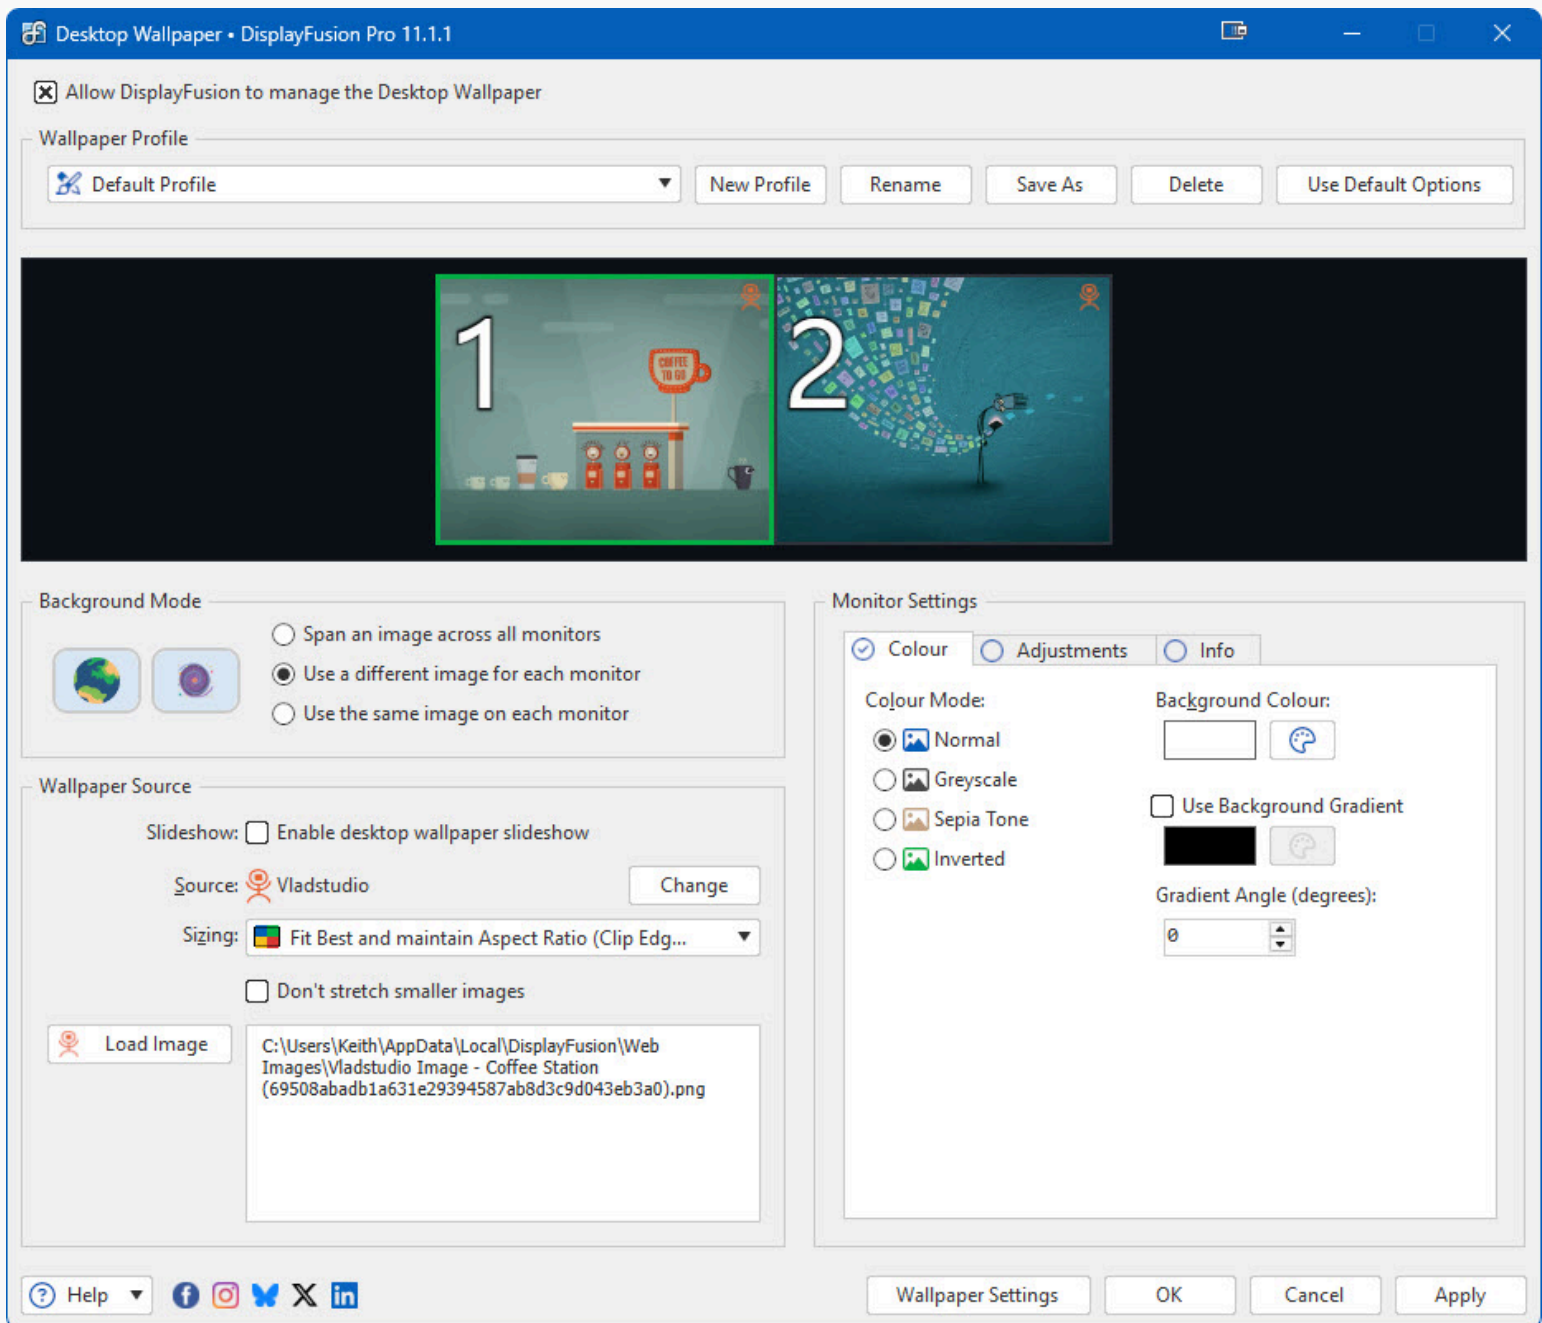 Desktop Wallpaper • DisplayFusion Pro 11.1.1
Allow DisplayFusion to manage the Desktop Wallpaper
Wallpaper Profile
Default Profile
New Profile
Rename
Save As
Delete
Use Default Options
1
COFFEE
TO GO
2
Background Mode
Span an image across all monitors
Use a different image for each monitor
Use the same image on each monitor
Wallpaper Source
Slideshow: Enable desktop wallpaper slideshow
Source: Vladstudio
Change
Sizing: Fit Best and maintain Aspect Ratio (Clip Edg...
Don't stretch smaller images
Load Image
C:\Users\Keith\AppData\Local\DisplayFusion\Web
Images\Vladstudio Image - Coffee Station
(69508abadb1a631e29394587ab8d3c9d043eb3a0).png
Monitor Settings
Colour
Adjustments
Info
Colour Mode:
Normal
Greyscale
Sepia Tone
Inverted
Background Colour:
Use Background Gradient
Gradient Angle (degrees):
0
Help
Wallpaper Settings
OK
Cancel
Apply